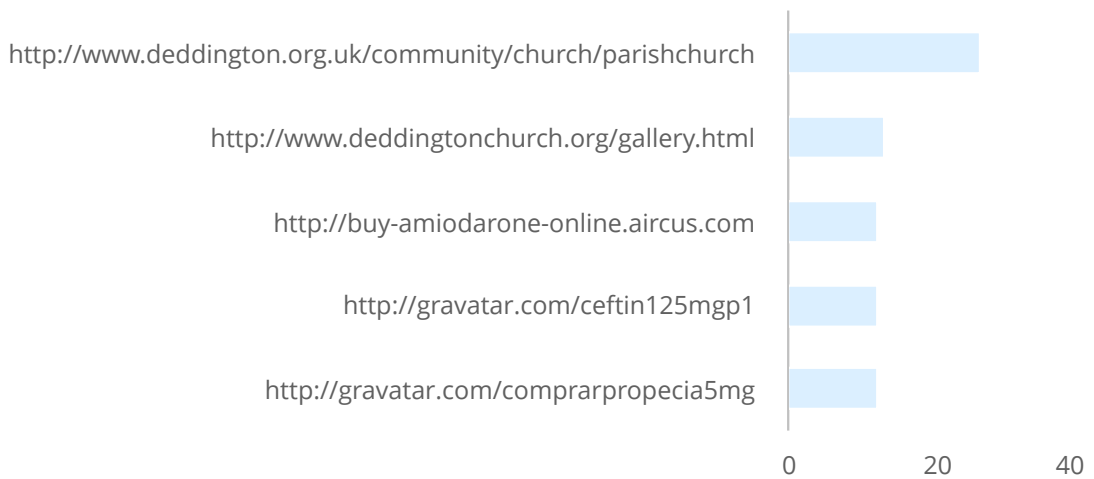 http://www.deddington.org.uk/community/church/parishchurch
http://www.deddingtonchurch.org/gallery.html
http://buy-amiodarone-online.aircus.com
http://gravatar.com/ceftin125mgp1
http://gravatar.com/comprarpropecia5mg
0 20 40